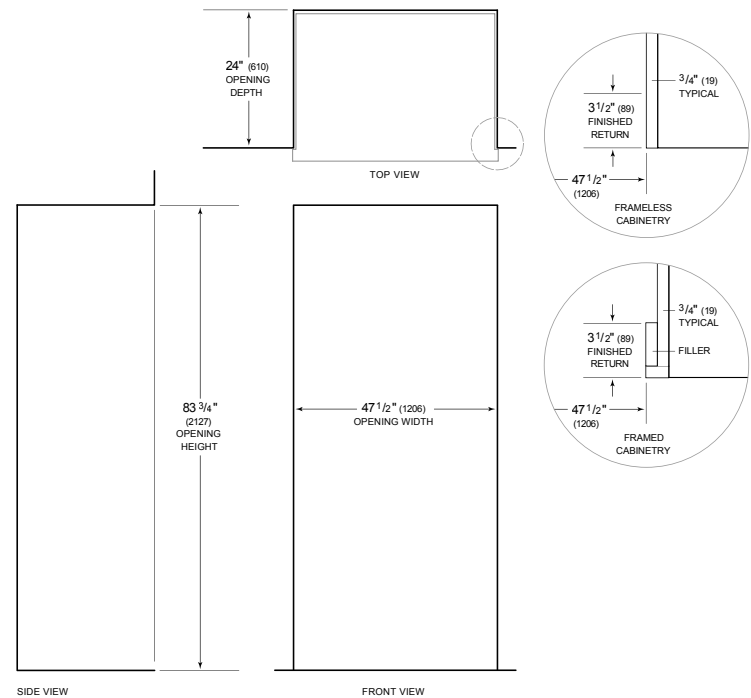 24" (610)
OPENING
DEPTH
TOP VIEW
3/4" (19)
TYPICAL
3 1/2" (89)
FINISHED
RETURN
47 1/2"
(1206)
FRAMELESS
CABINETRY
3/4" (19)
TYPICAL
3 1/2" (89)
FINISHED
RETURN
FILLER
47 1/2"
(1206)
FRAMED
CABINETRY
83 3/4"
(2127)
OPENING
HEIGHT
47 1/2" (1206)
OPENING WIDTH
SIDE VIEW
FRONT VIEW